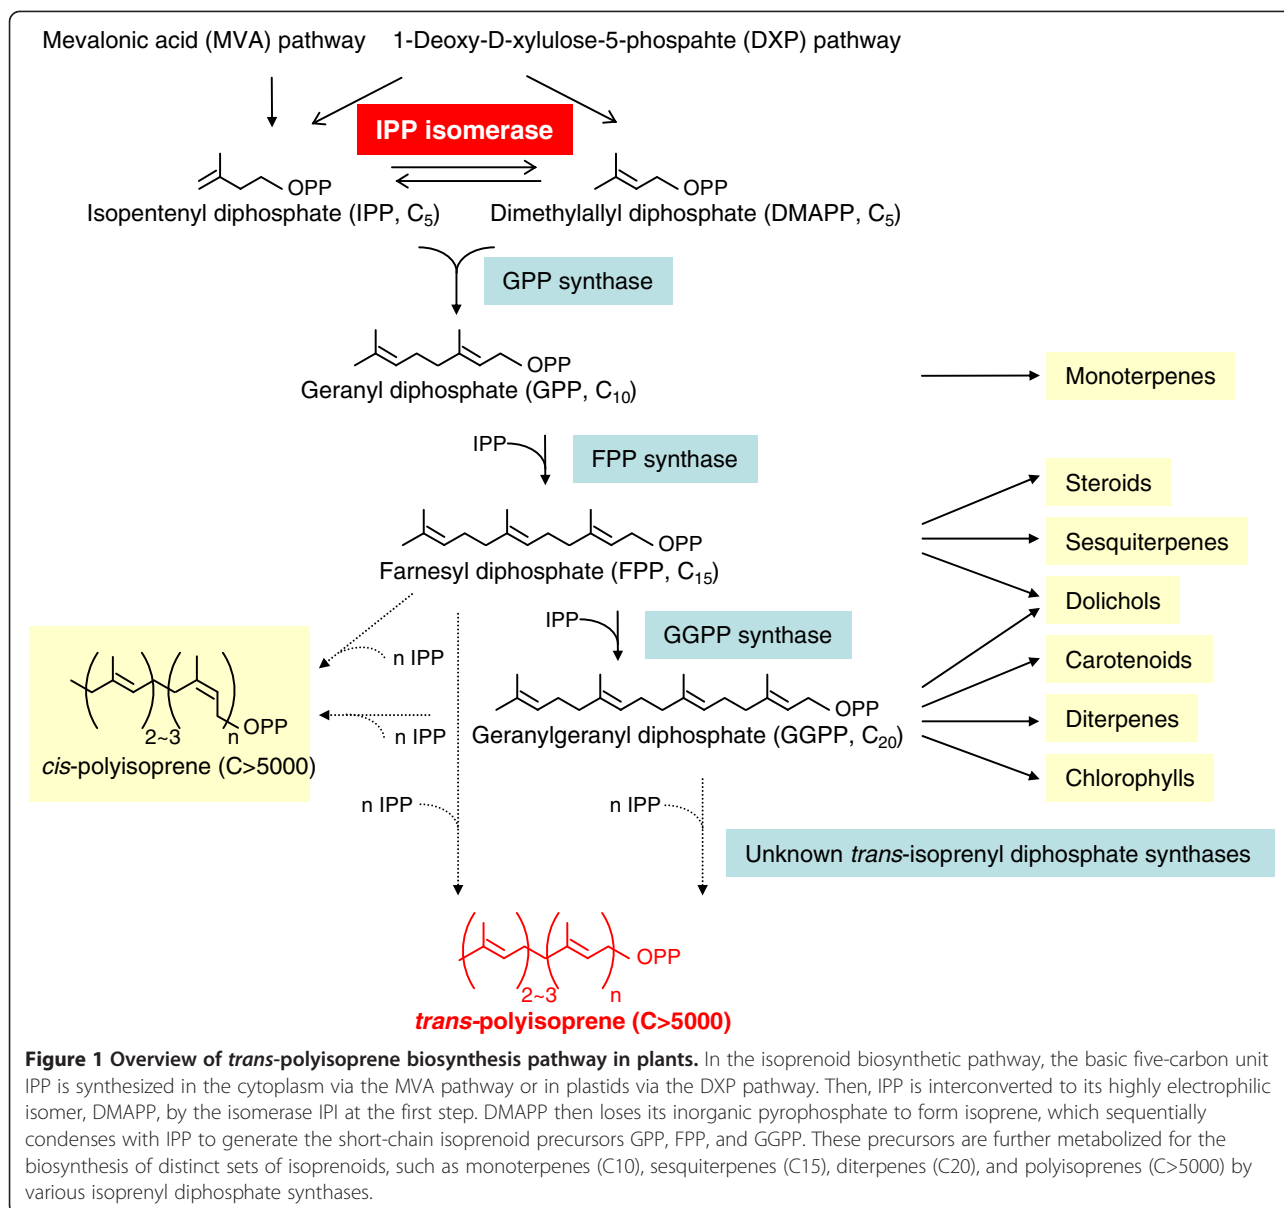 Mevalonic acid (MVA) pathway 1-Deoxy-D-xylulose-5-phospahte (DXP) pathway
IPP isomerase
OPP OPP
Isopentenyl diphosphate (IPP, C5) Dimethylallyl diphosphate (DMAPP, C5)
GPP synthase
OPP
Geranyl diphosphate (GPP, C10)
Monoterpenes
IPP
FPP synthase
Steroids
OPP
Sesquiterpenes
Farnesyl diphosphate (FPP, C15)
Dolichols
IPP
GGPP synthase
n IPP
Carotenoids
OPP
Diterpenes
2~3 n OPP
n IPP
Geranylgeranyl diphosphate (GGPP, C20)
cis-polyisoprene (C>5000)
Chlorophylls
n IPP
n IPP
Unknown trans-isoprenyl diphosphate synthases
OPP
2~3 n
trans-polyisoprene (C>5000)
Figure 1 Overview of trans-polyisoprene biosynthesis pathway in plants. In the isoprenoid biosynthetic pathway, the basic five-carbon unit
IPP is synthesized in the cytoplasm via the MVA pathway or in plastids via the DXP pathway. Then, IPP is interconverted to its highly electrophilic
isomer, DMAPP, by the isomerase IPI at the first step. DMAPP then loses its inorganic pyrophosphate to form isoprene, which sequentially
condenses with IPP to generate the short-chain isoprenoid precursors GPP, FPP, and GGPP. These precursors are further metabolized for the
biosynthesis of distinct sets of isoprenoids, such as monoterpenes (C10), sesquiterpenes (C15), diterpenes (C20), and polyisoprenes (C>5000) by
various isoprenyl diphosphate synthases.